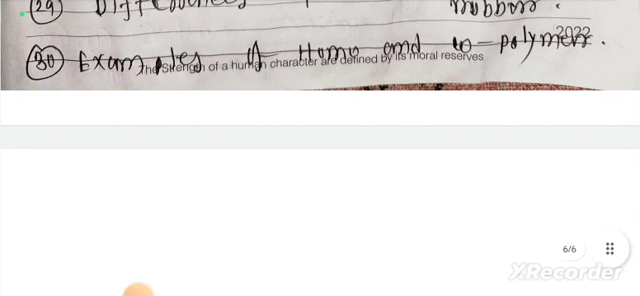 (29)
(30) Examples of Homo and co-polymers.
2022
The Strength of a human character are defined by its moral reserves
6/6
XRecorder